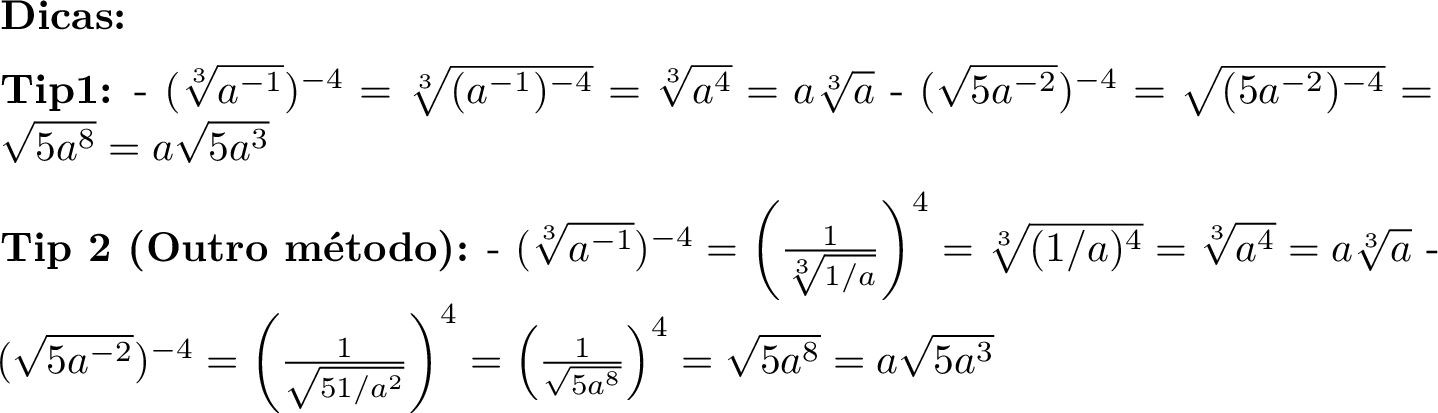 Dicas:
Tip1: - (∛(a⁻¹))⁻⁴ = ∛((a⁻¹)⁻⁴) = ∛(a⁴) = a∛a - (√(5a⁻²))⁻⁴ = √((5a⁻²)⁻⁴) =
√(5a⁸) = a√(5a³)
Tip 2 (Outro método): - (∛(a⁻¹))⁻⁴ = (1/∛(1/a))⁴ = ∛((1/a)⁴) = ∛(a⁴) = a∛a -
(√(5a⁻²))⁻⁴ = (1/√(51/a²))⁴ = (1/√(5a⁸))⁴ = √(5a⁸) = a√(5a³)